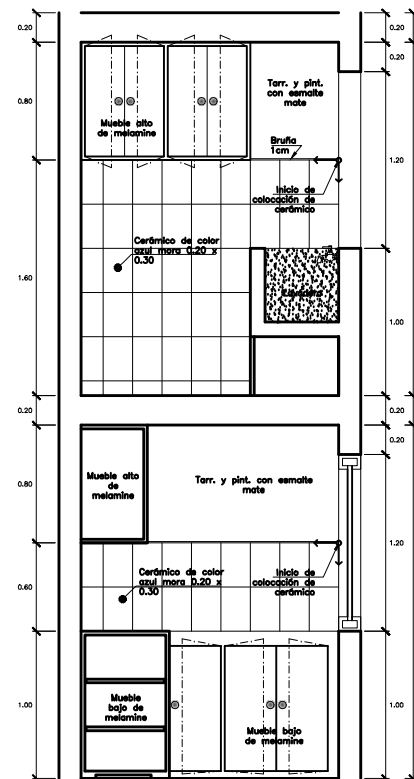 0.20
0.20
0.20
0.80
Tarr. y pint.
con esmalte
mate
Mueble alto
de melamine
Bruña
1cm
1.20
Inicio de
colocación de
cerámico
Cerámico de color
azul mora 0.20 x
0.30
1.60
1.00
0.20
0.20
0.20
0.80
Mueble alto
de
melamine
Tarr. y pint. con esmalte
mate
1.20
Cerámico de color
azul mora 0.20 x
0.30
Inicio de
colocación de
cerámico
0.60
1.00
Mueble
bajo de
melamine
Mueble bajo
de melamine
1.00